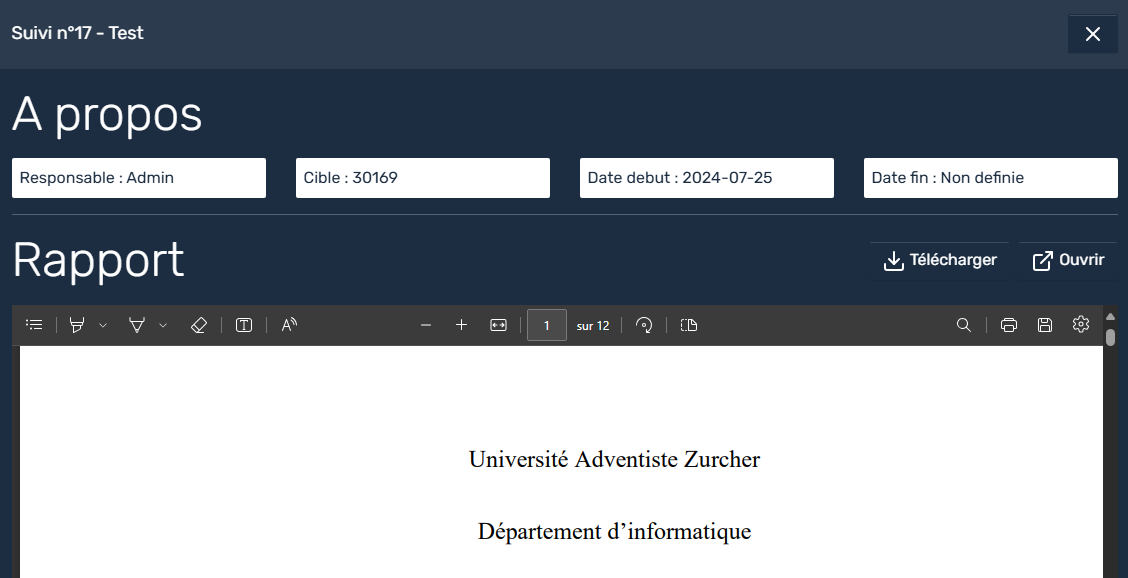 Suivi n°17 - Test
A propos
Responsable : Admin
Cible : 30169
Date debut : 2024-07-25
Date fin : Non definie
Rapport
Télécharger
Ouvrir
1 sur 12
Université Adventiste Zurcher
Département d’informatique